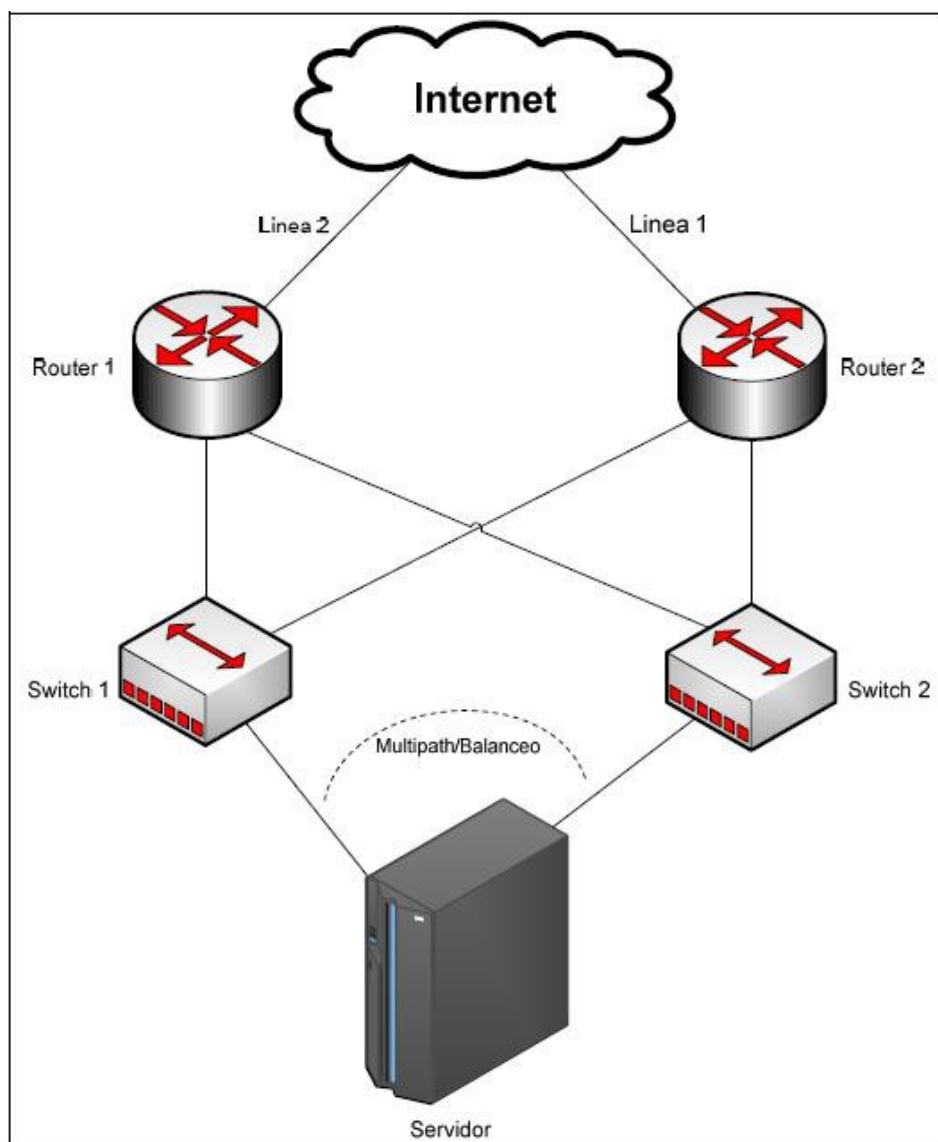 Internet
Linea 2
Linea 1
Router 1
Router 2
Switch 1
Switch 2
Multipath/Balanceo
Servidor